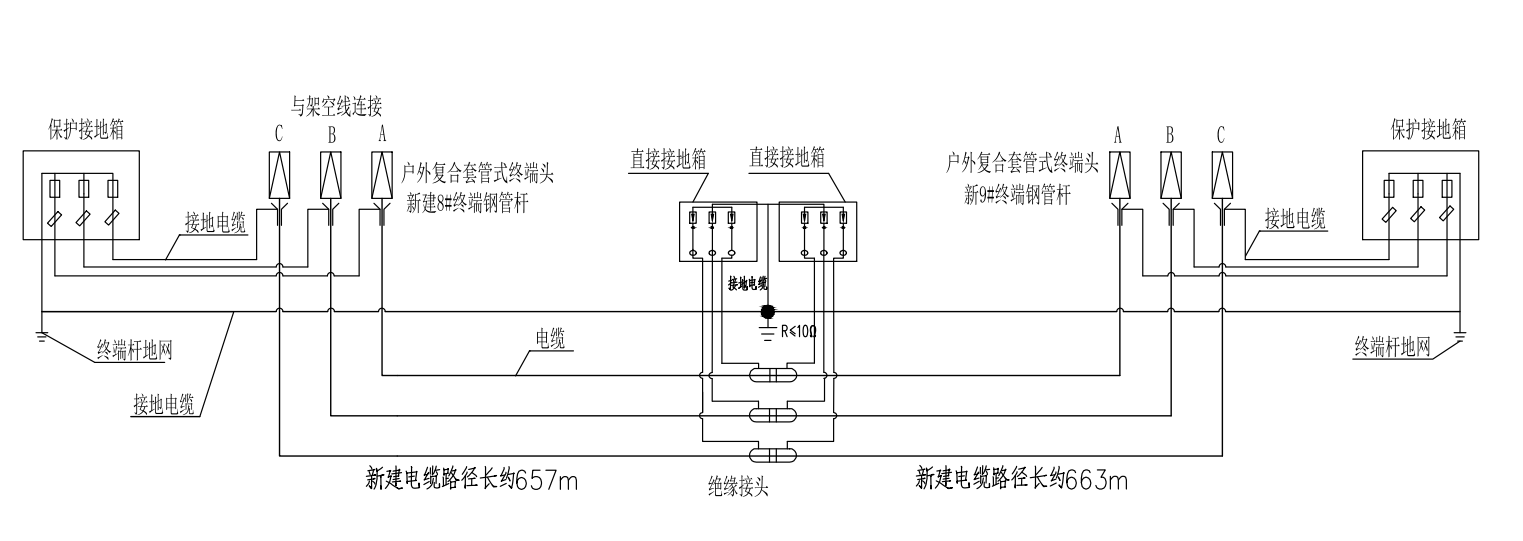 与架空线连接
保护接地箱
C
B
A
户外复合套管式终端头
新建8#终端钢管杆
接地电缆
直接接地箱
直接接地箱
A
B
C
户外复合套管式终端头
新9#终端钢管杆
保护接地箱
接地电缆
接地电缆
R≤10Ω
终端杆地网
电缆
终端杆地网
接地电缆
新建电缆路径长约657m
绝缘接头
新建电缆路径长约663m